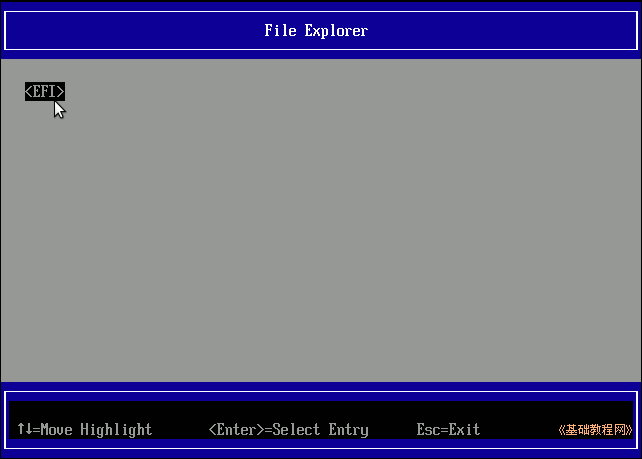 File Explorer
<EFI>
↑↓=Move Highlight <Enter>=Select Entry Esc=Exit 《基础教程网》